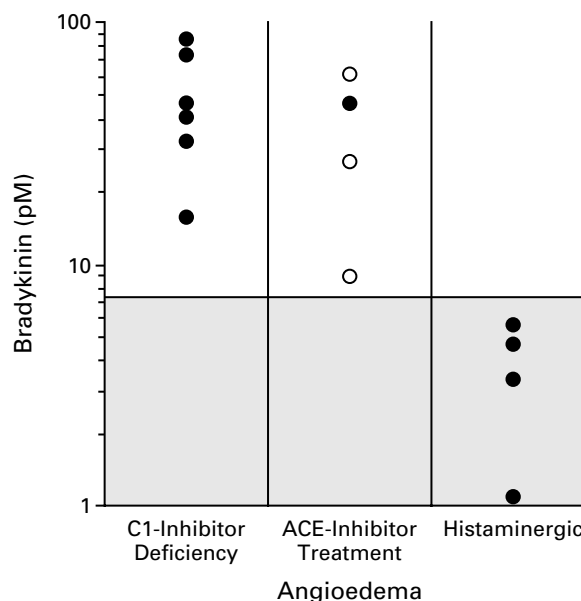 100
10
1
Bradykinin (pM)
C1-Inhibitor
Deficiency
ACE-Inhibitor
Treatment
Histaminergic
Angioedema